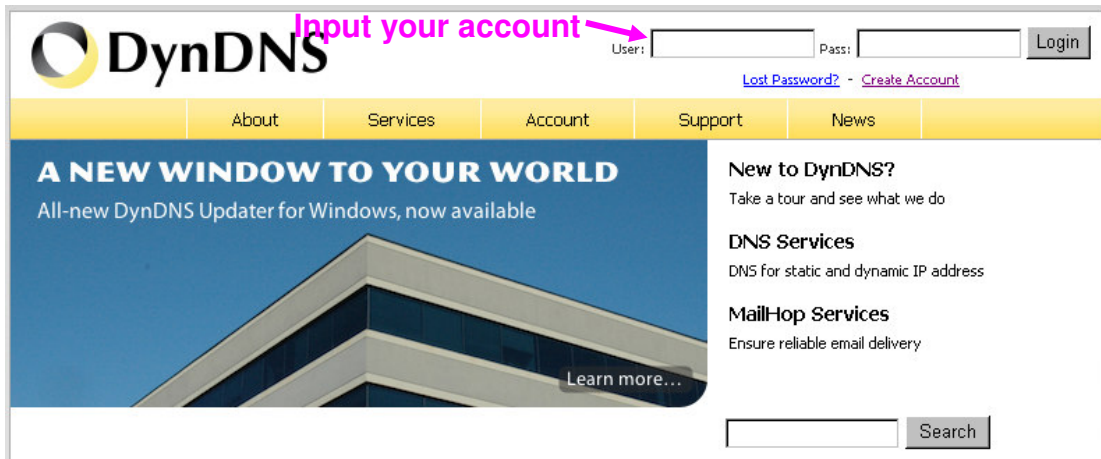 Input your account
DynDNS
User:
Pass:
Login
Lost Password? - Create Account
About Services Account Support News
A NEW WINDOW TO YOUR WORLD
All-new DynDNS Updater for Windows, now available
Learn more...
New to DynDNS?
Take a tour and see what we do
DNS Services
DNS for static and dynamic IP address
MailHop Services
Ensure reliable email delivery
Search